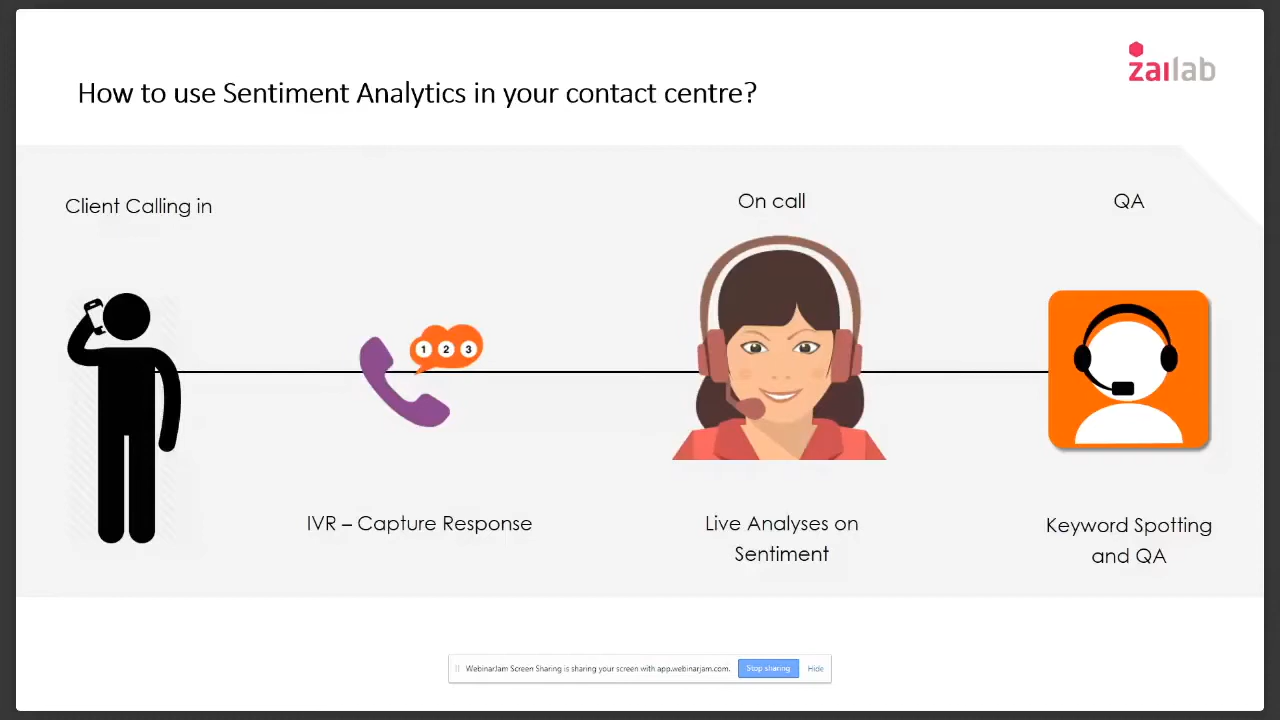 zailab
How to use Sentiment Analytics in your contact centre?
Client Calling in
On call
QA
1 2 3
IVR – Capture Response
Live Analyses on
Sentiment
Keyword Spotting
and QA
WebinarJam Screen Sharing is sharing your screen with app.webinarjam.com. Stop sharing Hide